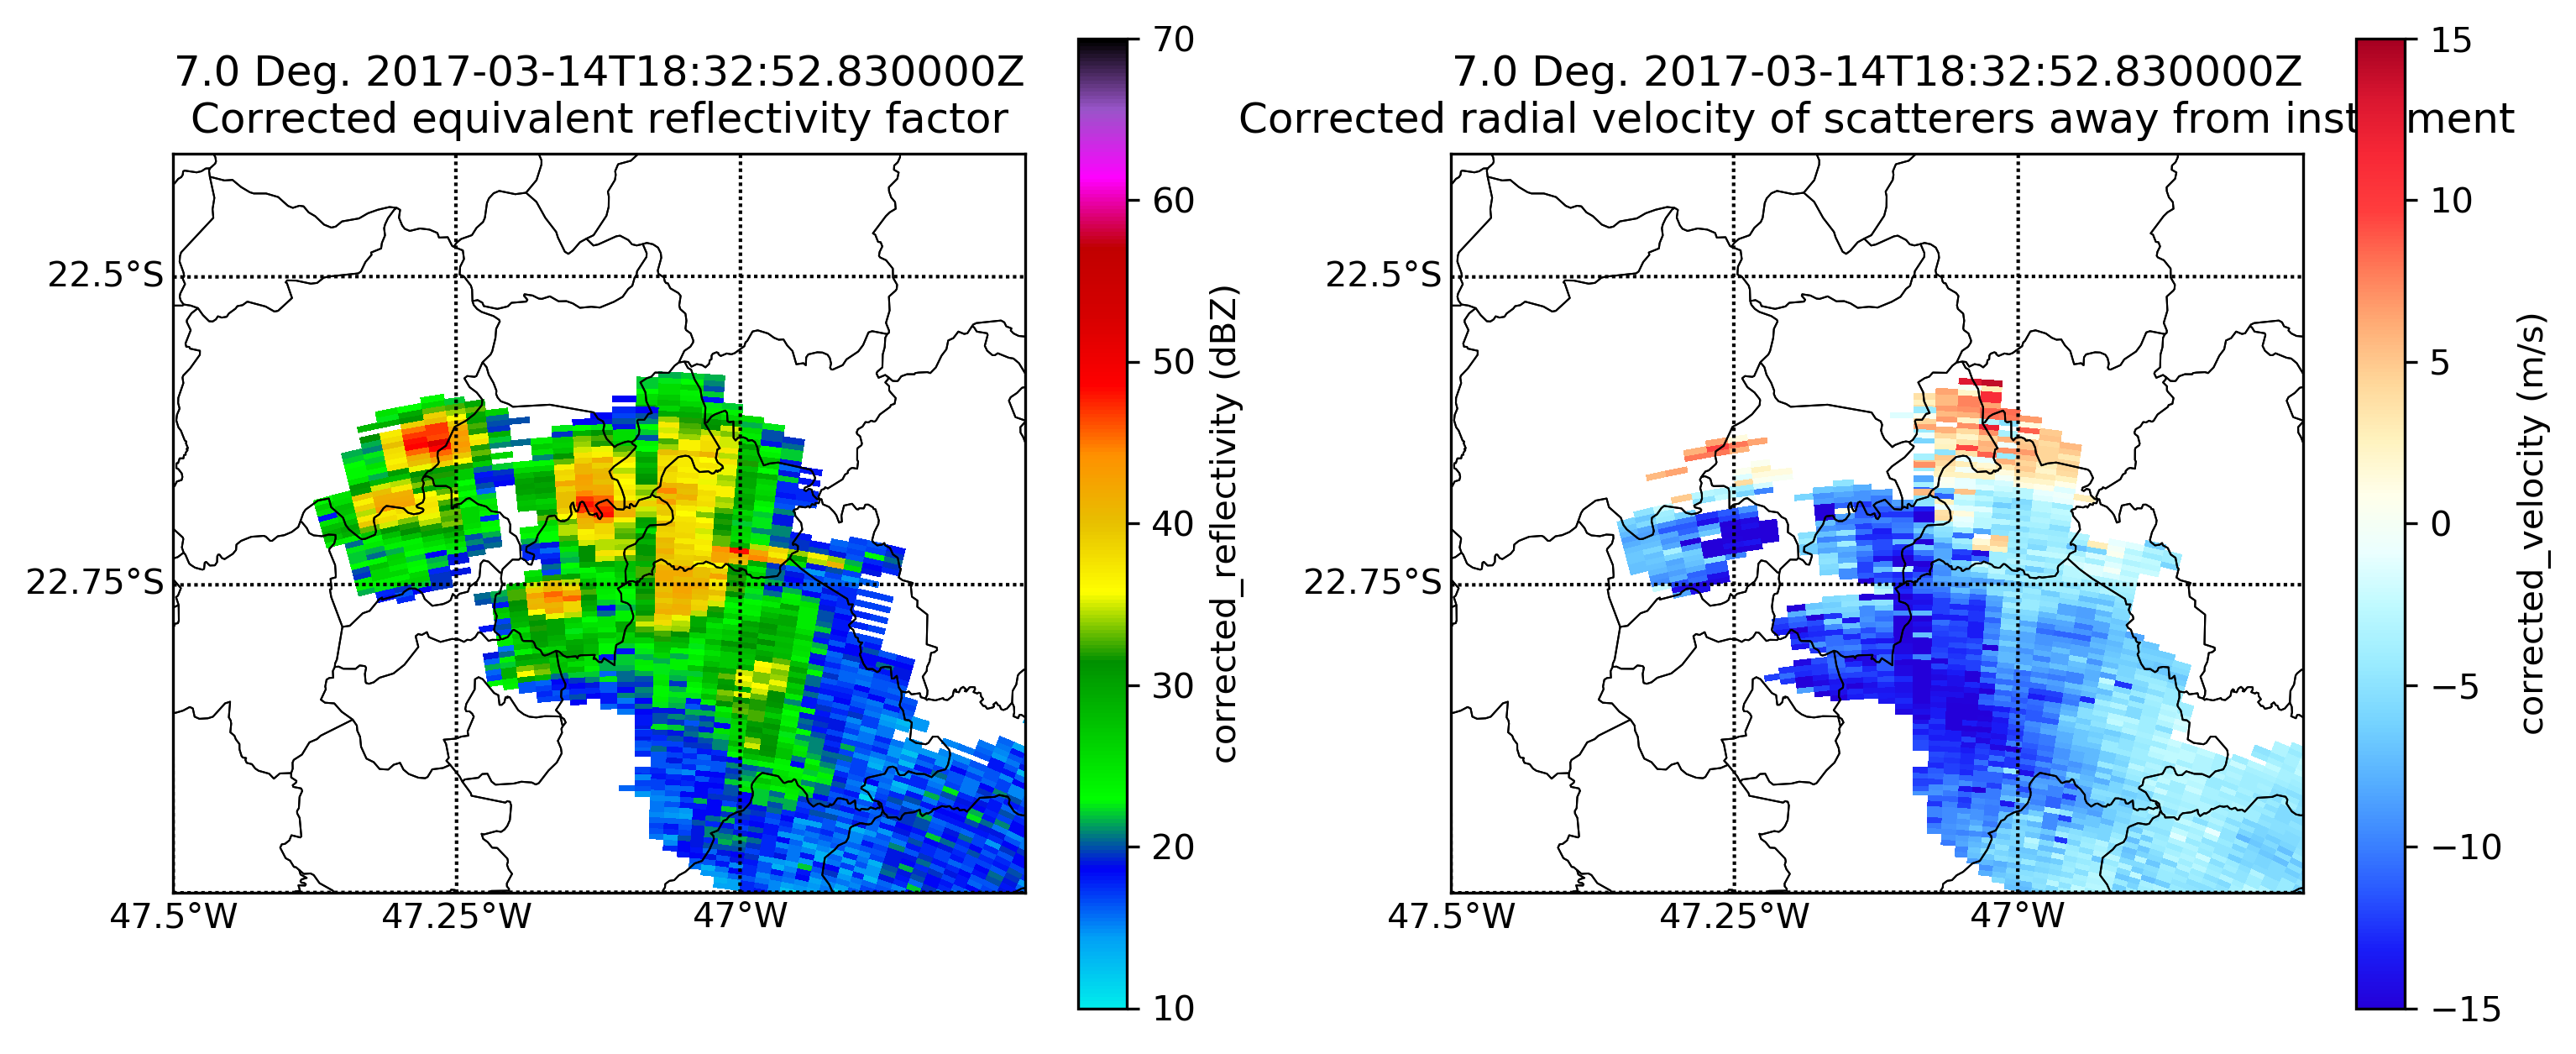 7.0 Deg. 2017-03-14T18:32:52.830000Z
Corrected equivalent reflectivity factor
22.5°S
22.75°S
47.5°W
47.25°W
47°W
70
60
50
40
30
20
10
corrected_reflectivity (dBZ)
7.0 Deg. 2017-03-14T18:32:52.830000Z
Corrected radial velocity of scatterers away from inst ment
22.5°S
22.75°S
47.5°W
47.25°W
47°W
15
10
5
0
−5
−10
−15
corrected_velocity (m/s)